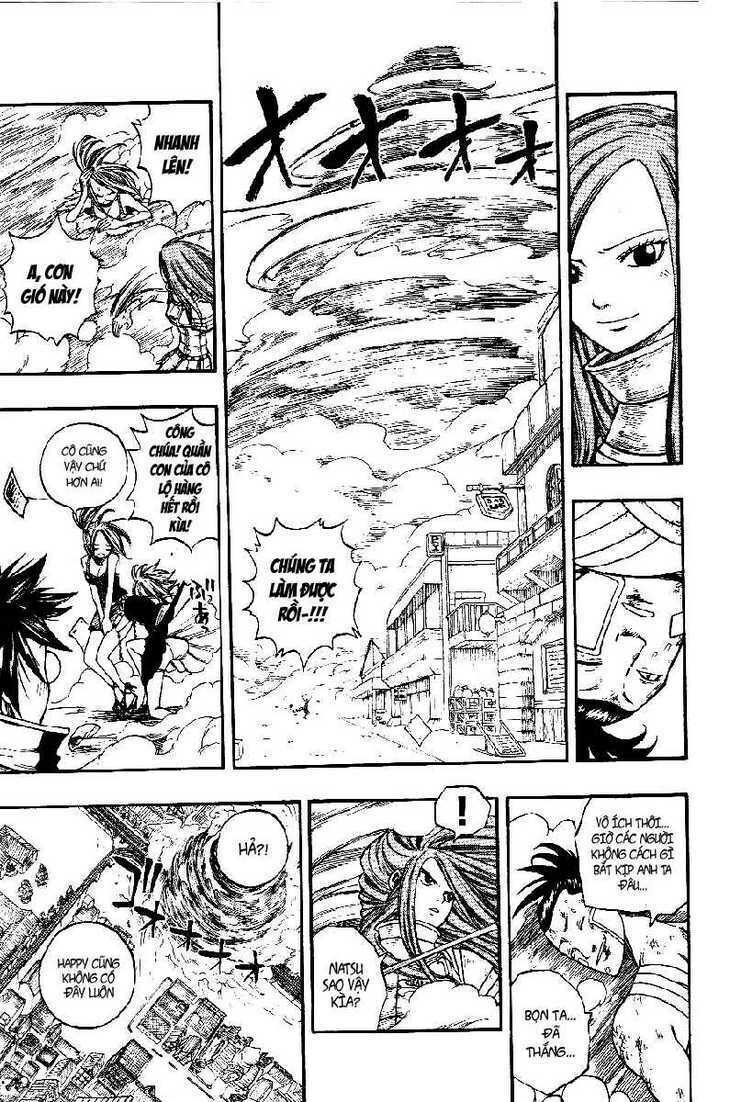 CHÚNG TA
LÀM ĐƯỢC
RỒI~!!!
NHANH
LÊN!
A, CƠN
GIÓ NÀY!
CÔNG
CHÚA! QUẦN
CON CỦA CÔ
LỘ HÀNG
HẾT RỒI
KÌA!
CÔ CŨNG
VẬY CHỨ
HƠN AI!
VÔ ÍCH THÔI...
GIỜ CÁC NGƯỜI
KHÔNG CÁCH GÌ
BẮT KỊP ANH TA
ĐÂU...
BỌN TA...
ĐÃ
THẮNG...
!
NATSU
SAO VẬY
KÌA?
HẢ?!
HAPPY CŨNG
KHÔNG CÓ
ĐÂY LUÔN